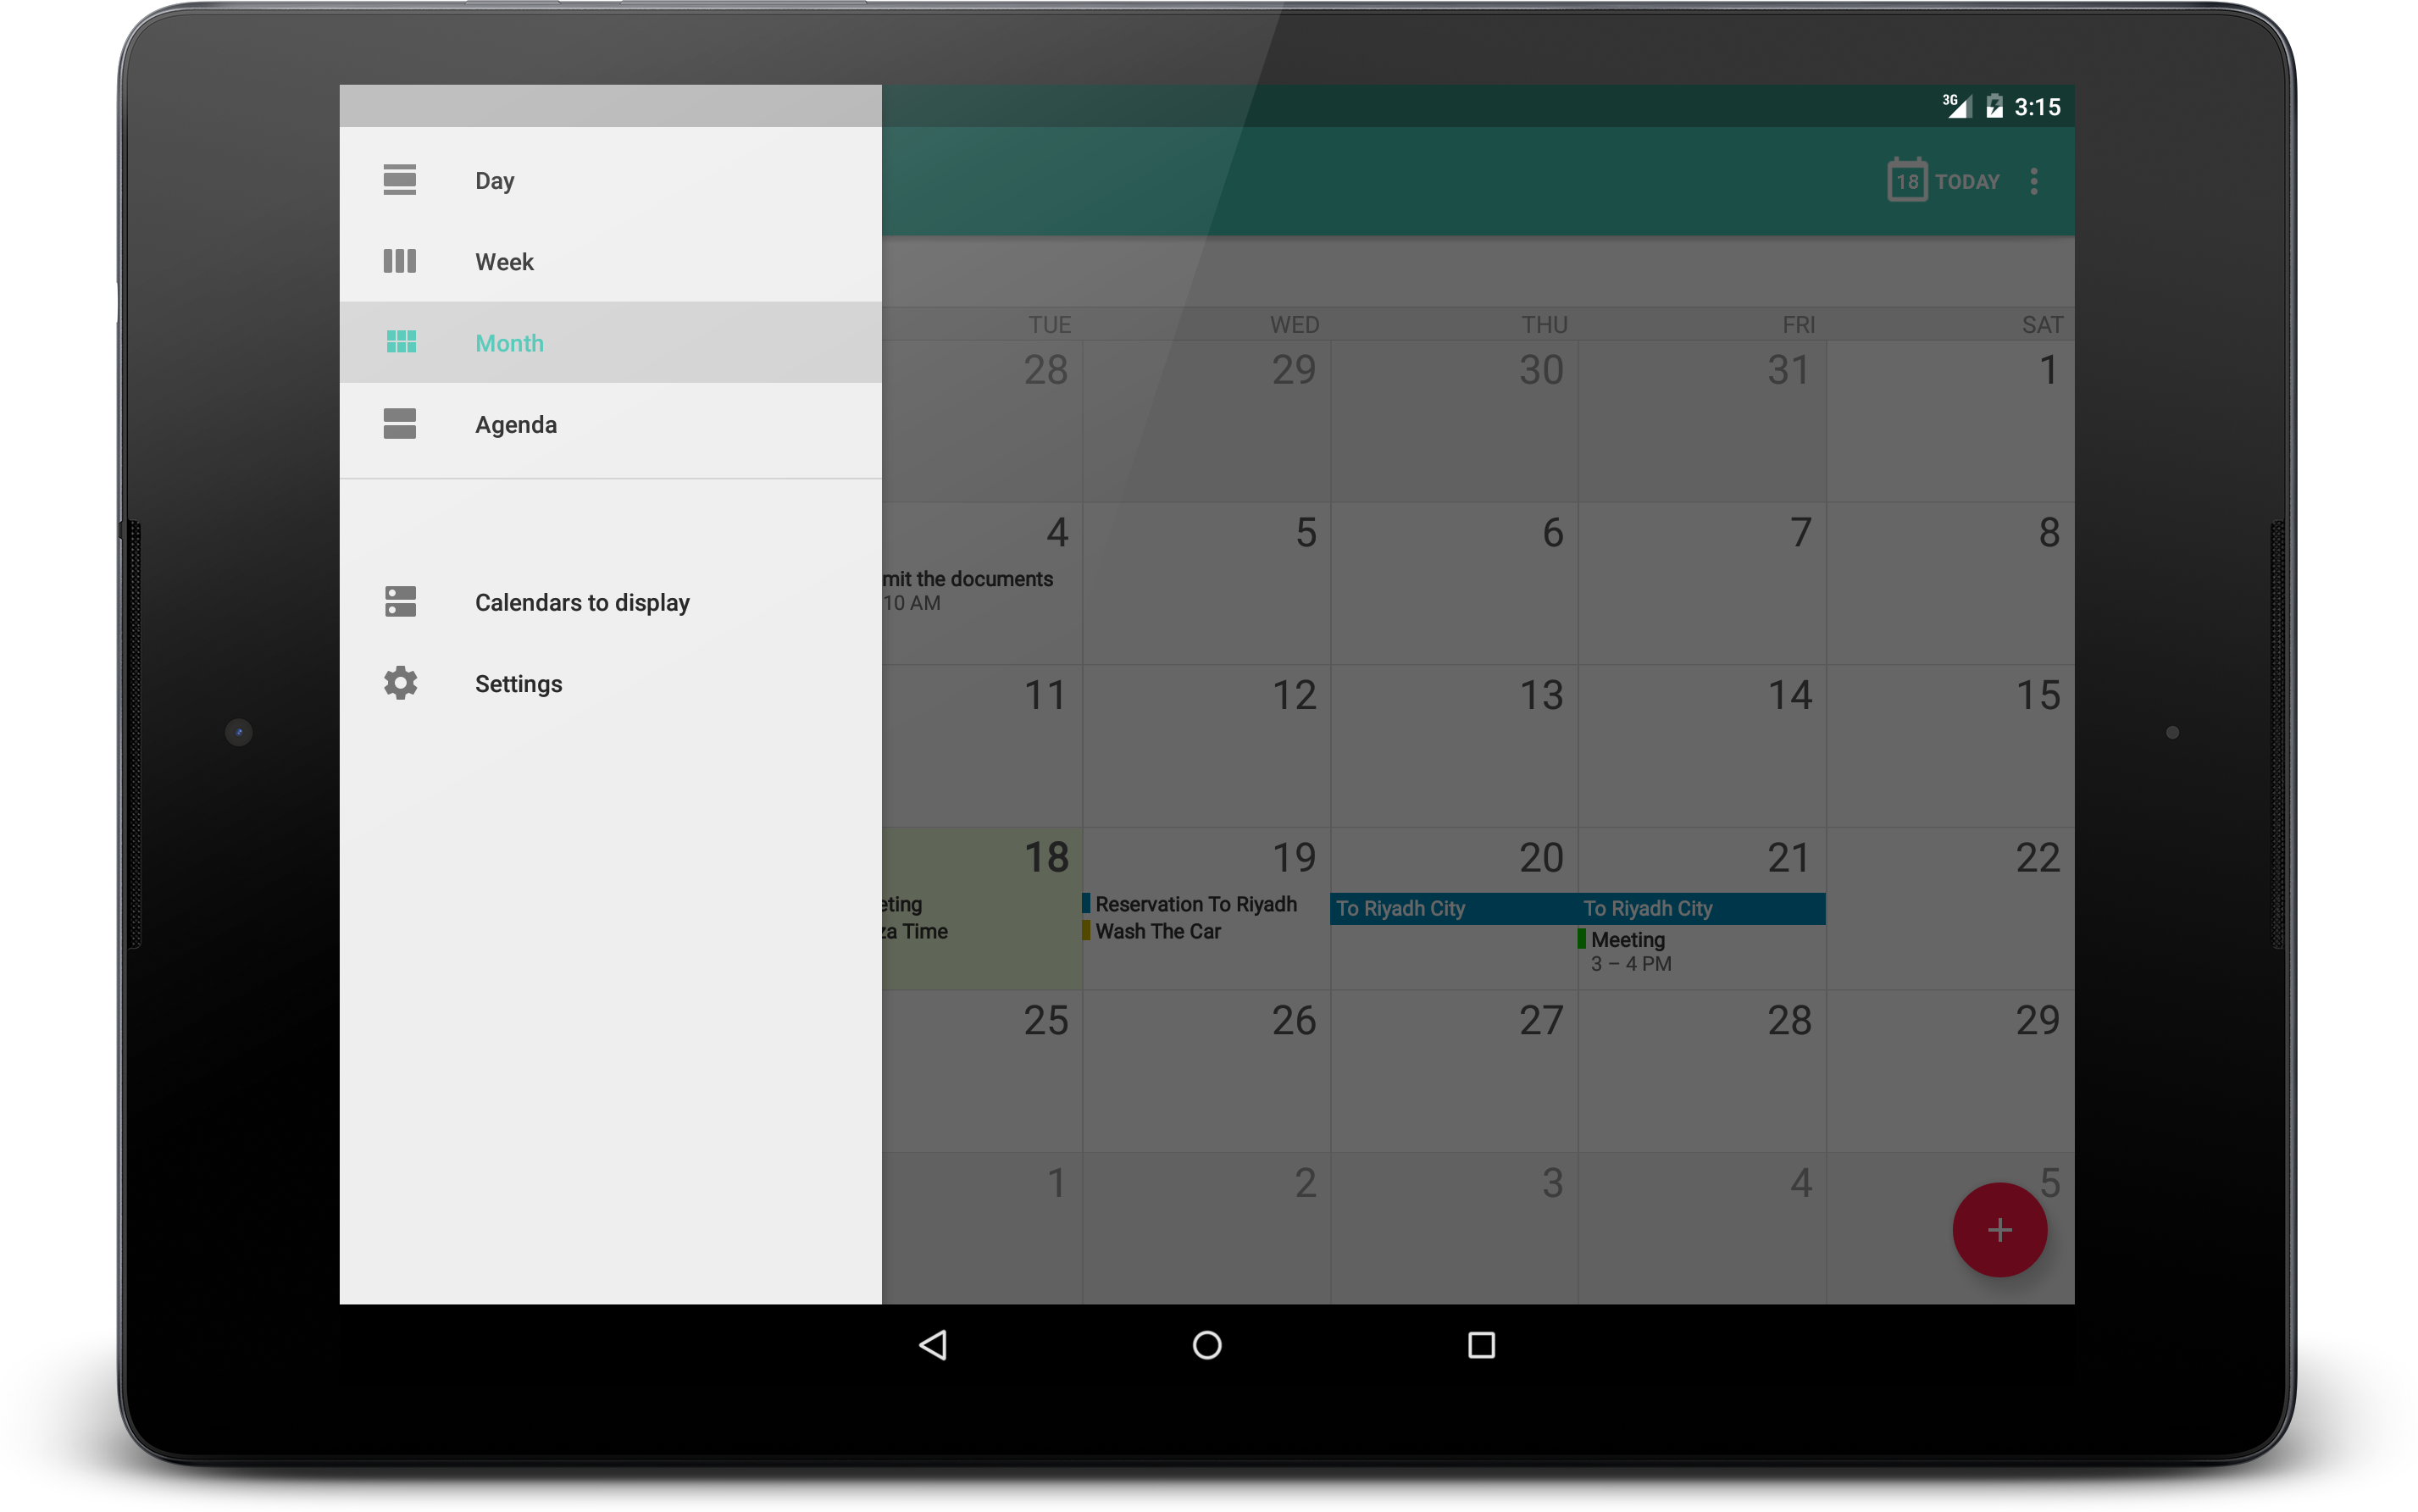 3G 3:15
18 TODAY
Day
Week
Month
Agenda
Calendars to display
Settings
TUE WED THU FRI SAT
28 29 30 31 1
4 5 6 7 8
mit the documents
10 AM
11 12 13 14 15
18 19 20 21 22
eting Reservation To Riyadh To Riyadh City To Riyadh City
za Time Wash The Car Meeting
3 – 4 PM
25 26 27 28 29
1 2 3 4 5